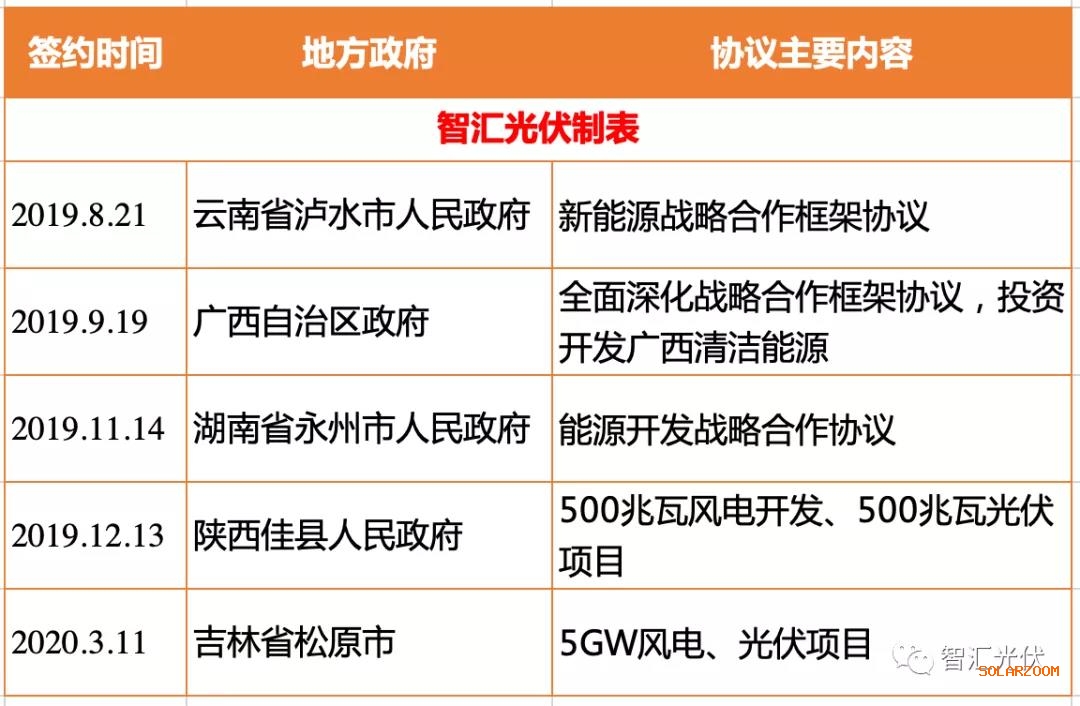 签约时间 地方政府 协议主要内容
智汇光伏制表
2019.8.21 云南省泸水市人民政府 新能源战略合作框架协议
2019.9.19 广西自治区政府 全面深化战略合作框架协议，投资
开发广西清洁能源
2019.11.14 湖南省永州市人民政府 能源开发战略合作协议
2019.12.13 陕西佳县人民政府 500兆瓦风电开发、500兆瓦光伏
项目
2020.3.11 吉林省松原市 5GW风电、光伏项目
智汇光伏
SOLARZOOM